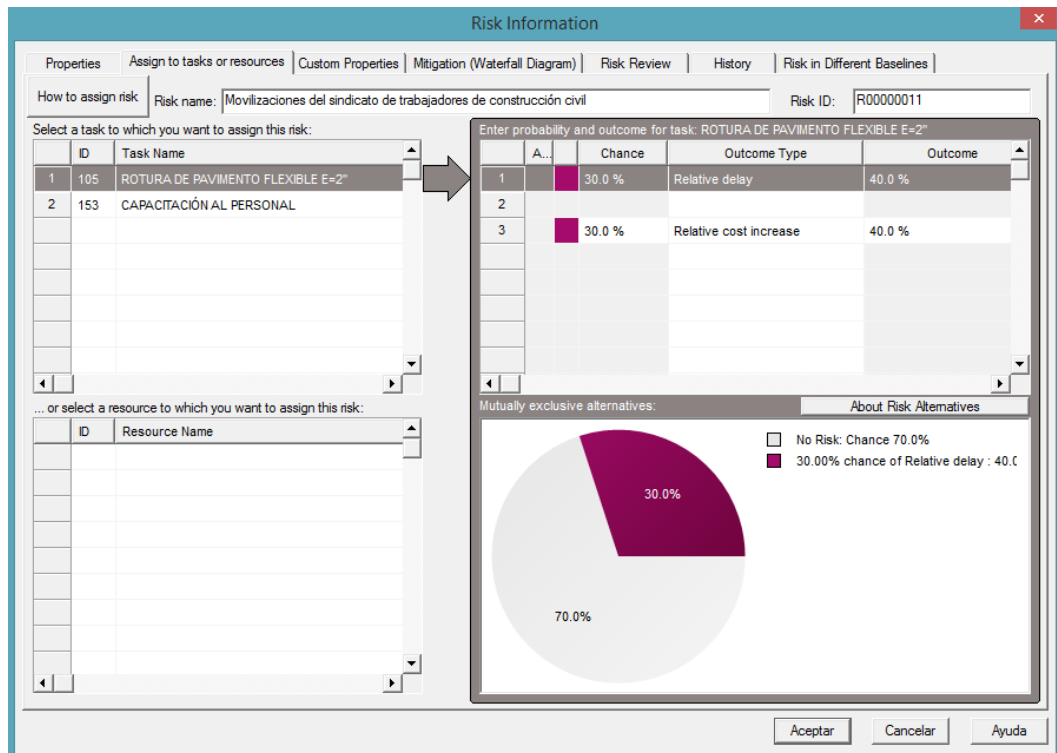 Risk Information
Properties Assign to tasks or resources Custom Properties Mitigation (Waterfall Diagram) Risk Review History Risk in Different Baselines
How to assign risk Risk name: Movilizaciones del sindicato de trabajadores de construcción civil Risk ID: R00000011
Select a task to which you want to assign this risk:
ID Task Name
1 105 ROTURA DE PAVIMENTO FLEXIBLE E=2"
2 153 CAPACITACIÓN AL PERSONAL
Enter probability and outcome for task: ROTURA DE PAVIMENTO FLEXIBLE E=2"
A... Chance Outcome Type Outcome
1 30.0 % Relative delay 40.0 %
2
3 30.0 % Relative cost increase 40.0 %
... or select a resource to which you want to assign this risk:
ID Resource Name
Mutually exclusive alternatives: About Risk Alternatives
No Risk: Chance 70.0%
30.00% chance of Relative delay : 40.0
30.0%
70.0%
Aceptar Cancelar Ayuda